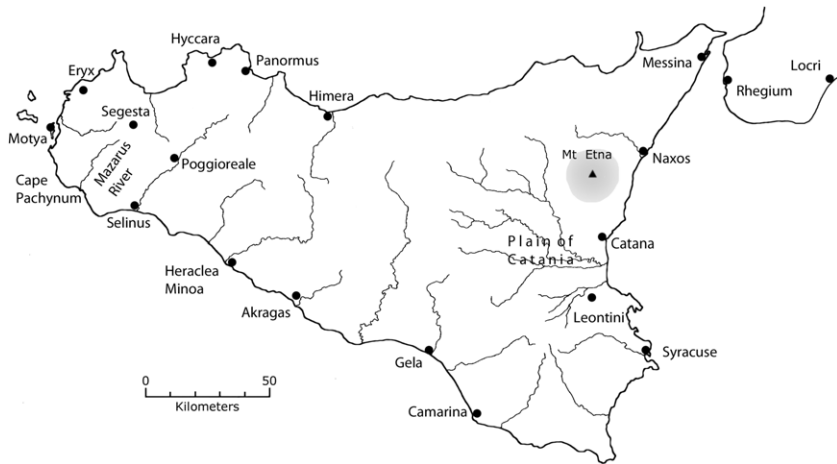 Hyccara
Panormus
Eryx
Messina
Locri
Rhegium
Himera
Segesta
Motya
Mt Etna
Naxos
Poggioreale
Mazarus
River
Cape
Pachynum
Selinus
Plain of
Catania
Catana
Heraclea
Minoa
Akragas
Leontini
Gela
Syracuse
0 50
Kilometers
Camarina